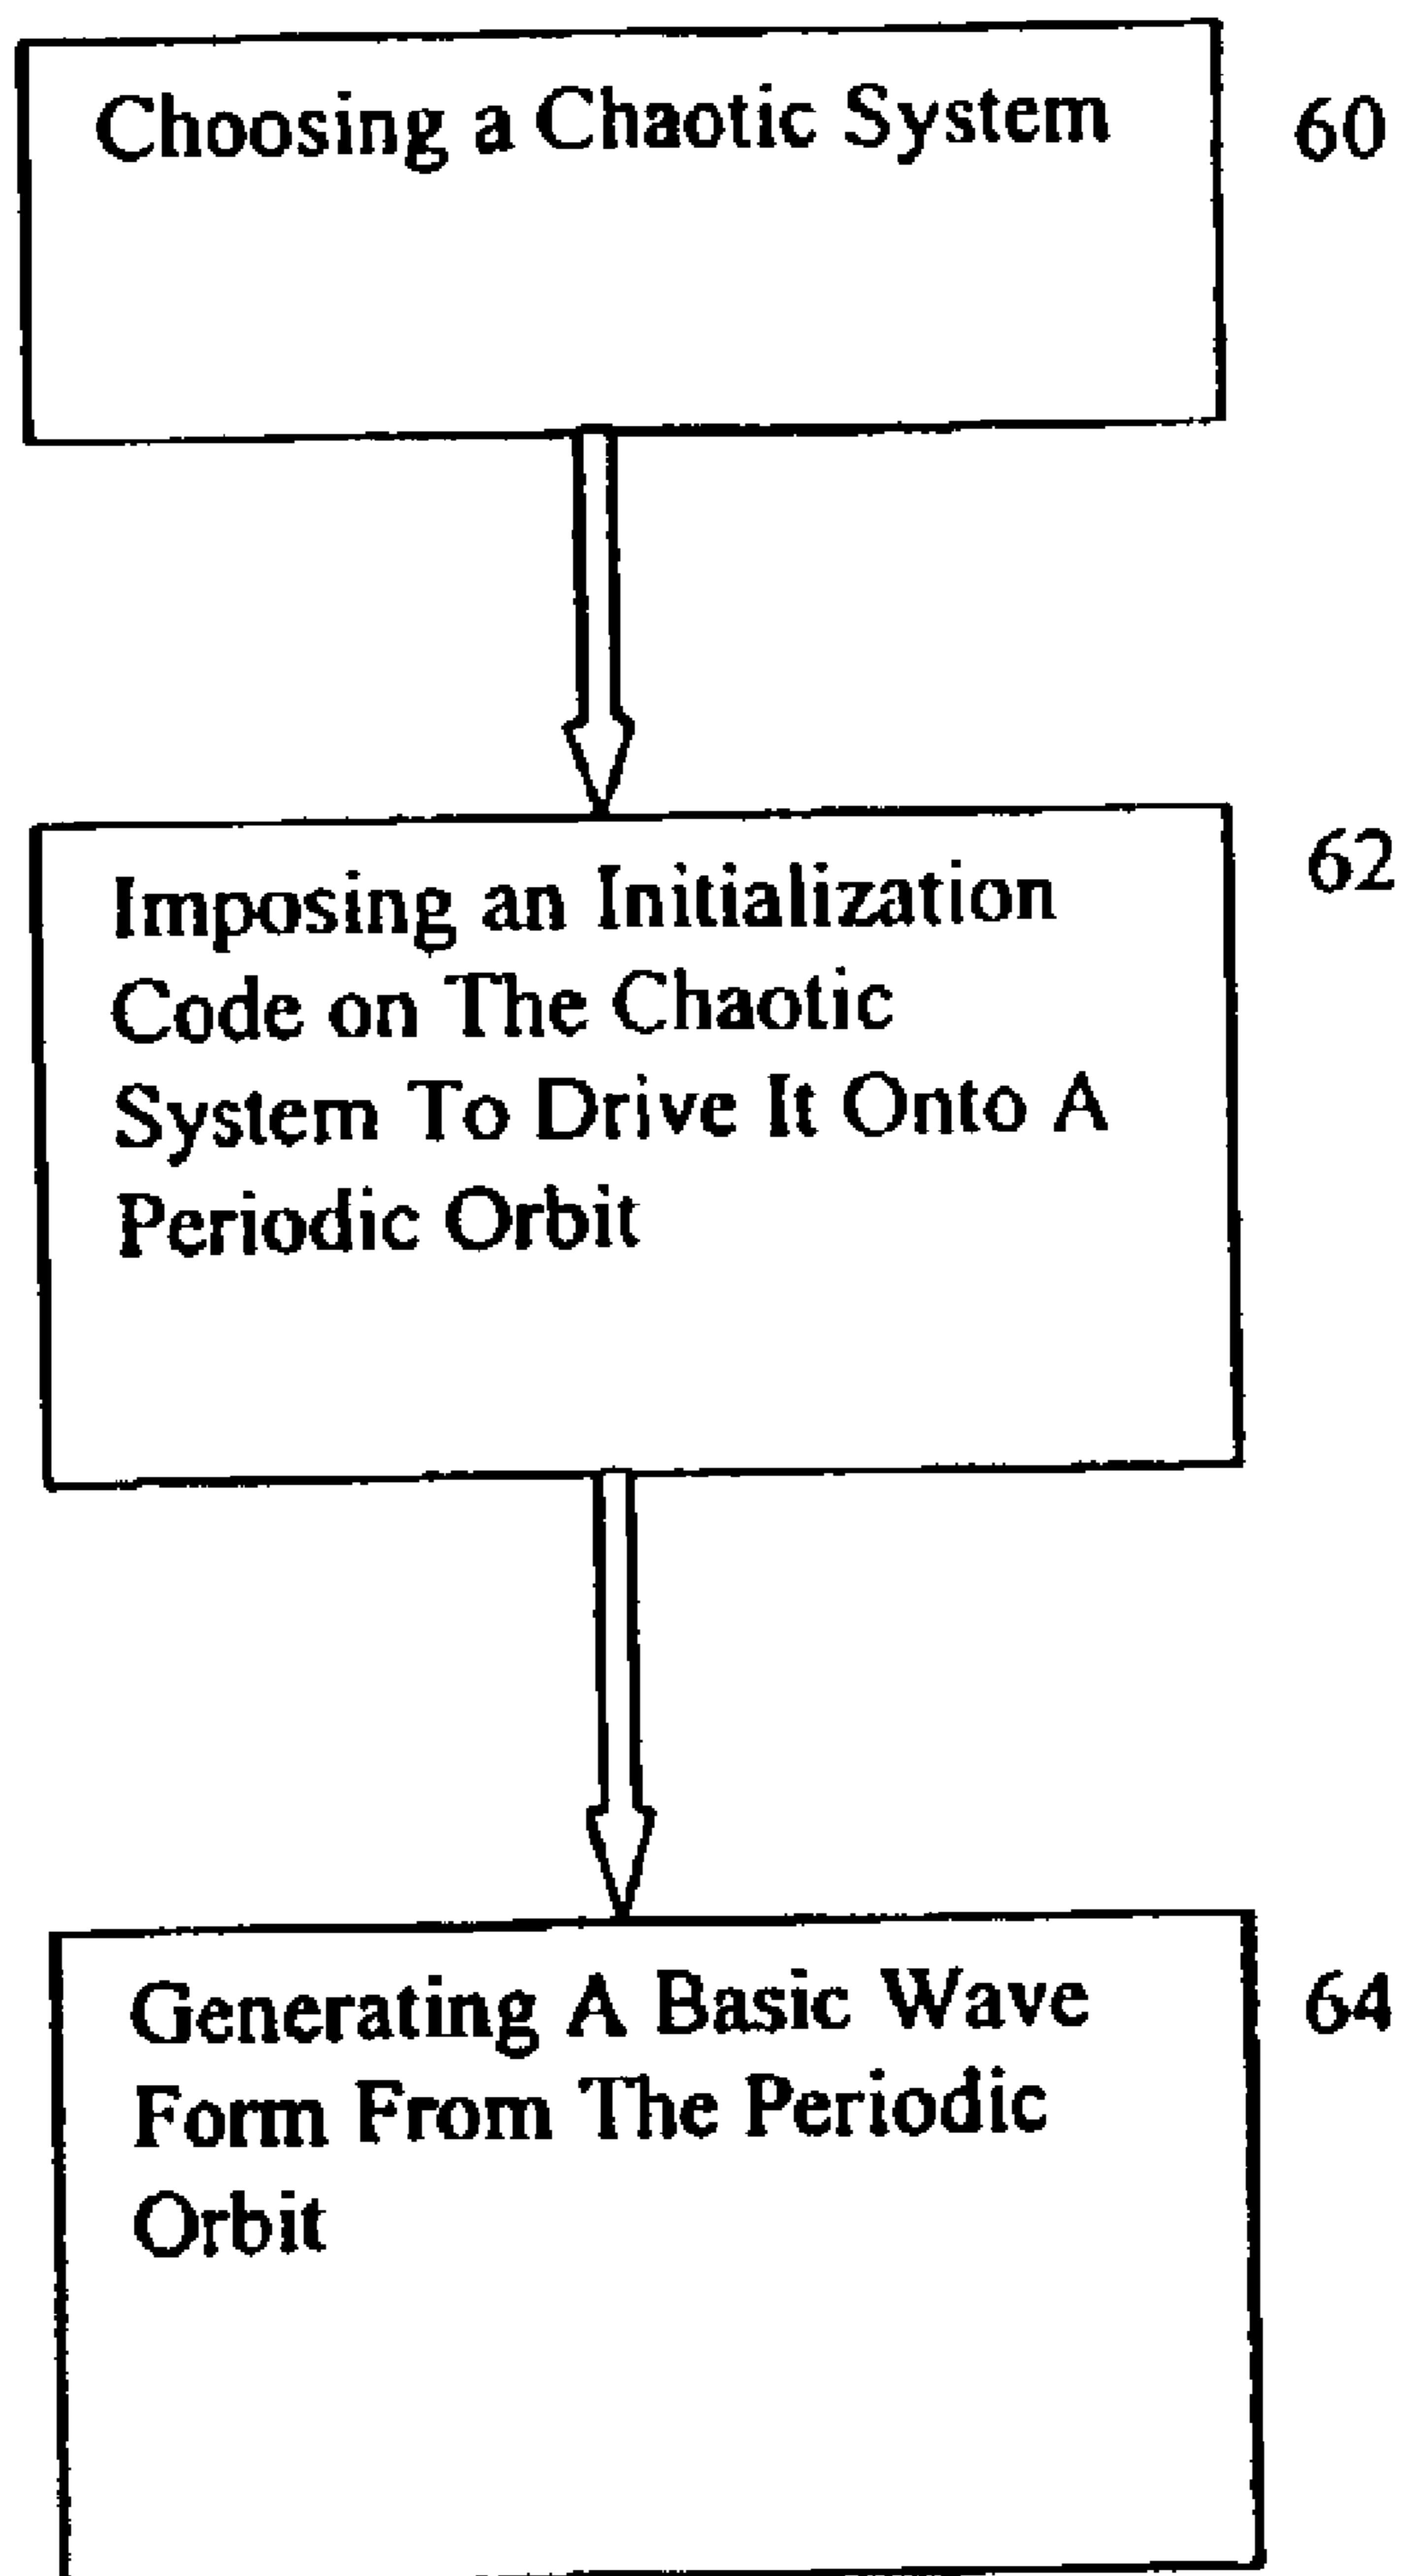 Choosing a Chaotic System
60
Imposing an Initialization
Code on The Chaotic
System To Drive It Onto A
Periodic Orbit
62
Generating A Basic Wave
Form From The Periodic
Orbit
64